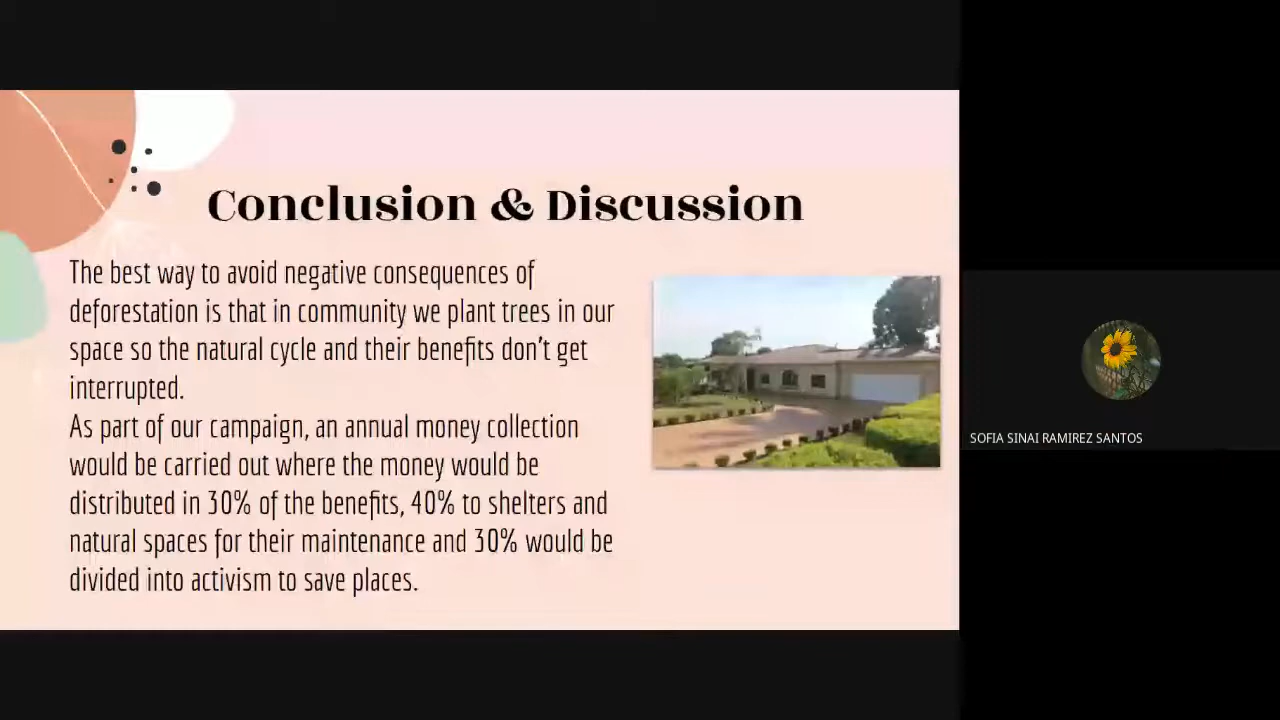 Conclusion & Discussion
The best way to avoid negative consequences of
deforestation is that in community we plant trees in our
space so the natural cycle and their benefits don't get
interrupted.
As part of our campaign, an annual money collection
would be carried out where the money would be
distributed in 30% of the benefits, 40% to shelters and
natural spaces for their maintenance and 30% would be
divided into activism to save places.
SOFIA SINAI RAMIREZ SANTOS